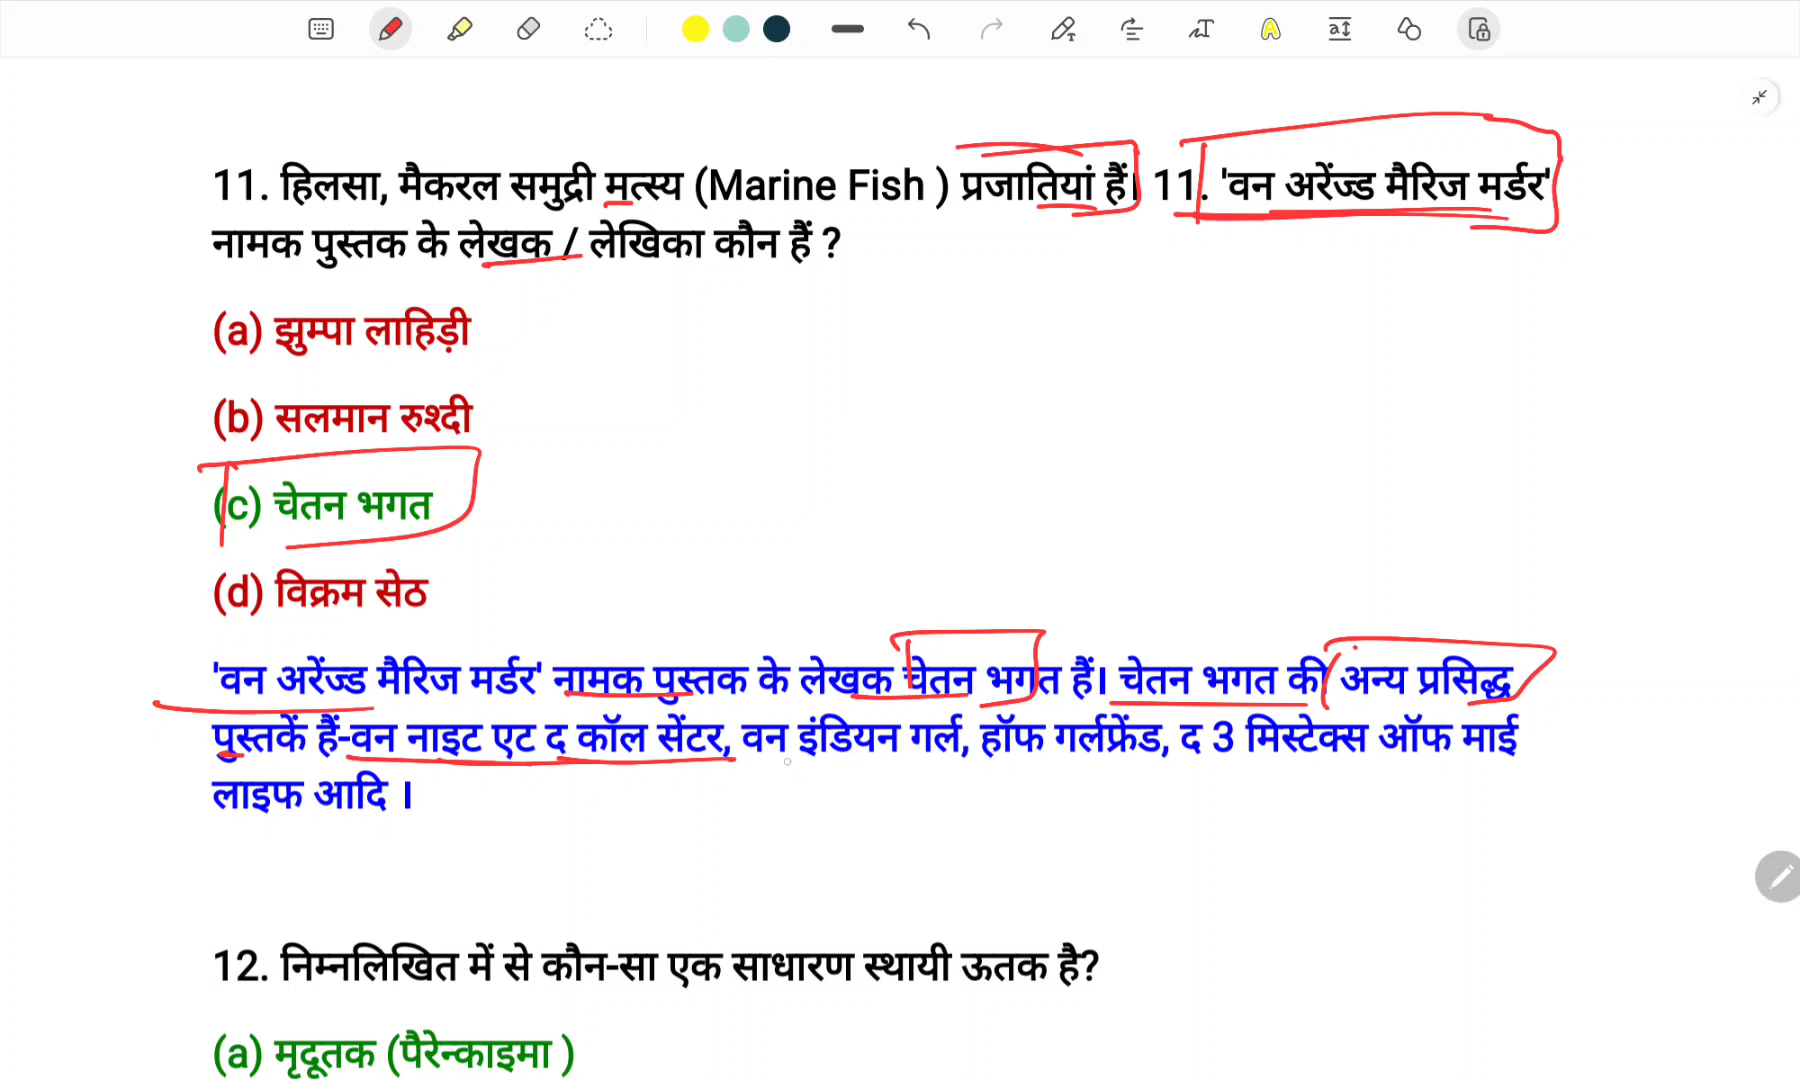 11. हिलसा, मैकरल समुद्री मत्स्य (Marine Fish ) प्रजातियां हैं। 11. 'वन अरेंज्ड मैरिज मर्डर'
नामक पुस्तक के लेखक / लेखिका कौन हैं ?
(a) झुम्पा लाहिड़ी
(b) सलमान रुश्दी
(c) चेतन भगत
(d) विक्रम सेठ
'वन अरेंज्ड मैरिज मर्डर' नामक पुस्तक के लेखक चेतन भगत हैं। चेतन भगत की अन्य प्रसिद्ध
पुस्तकें हैं-वन नाइट एट द कॉल सेंटर, वन इंडियन गर्ल, हॉफ गर्लफ्रेंड, द 3 मिस्टेक्स ऑफ माई
लाइफ आदि ।
12. निम्नलिखित में से कौन-सा एक साधारण स्थायी ऊतक है?
(a) मृदूतक (पैरेन्काइमा )